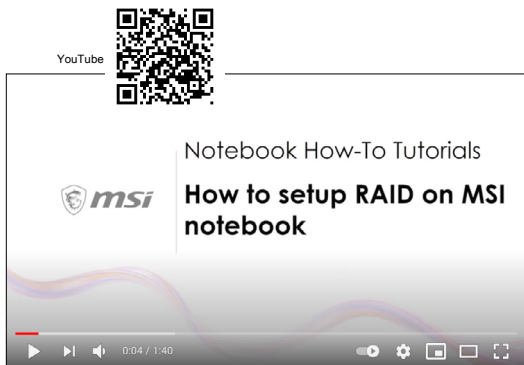 YouTube
Notebook How-To Tutorials
msi
How to setup RAID on MSI
notebook
0:04 / 1:40